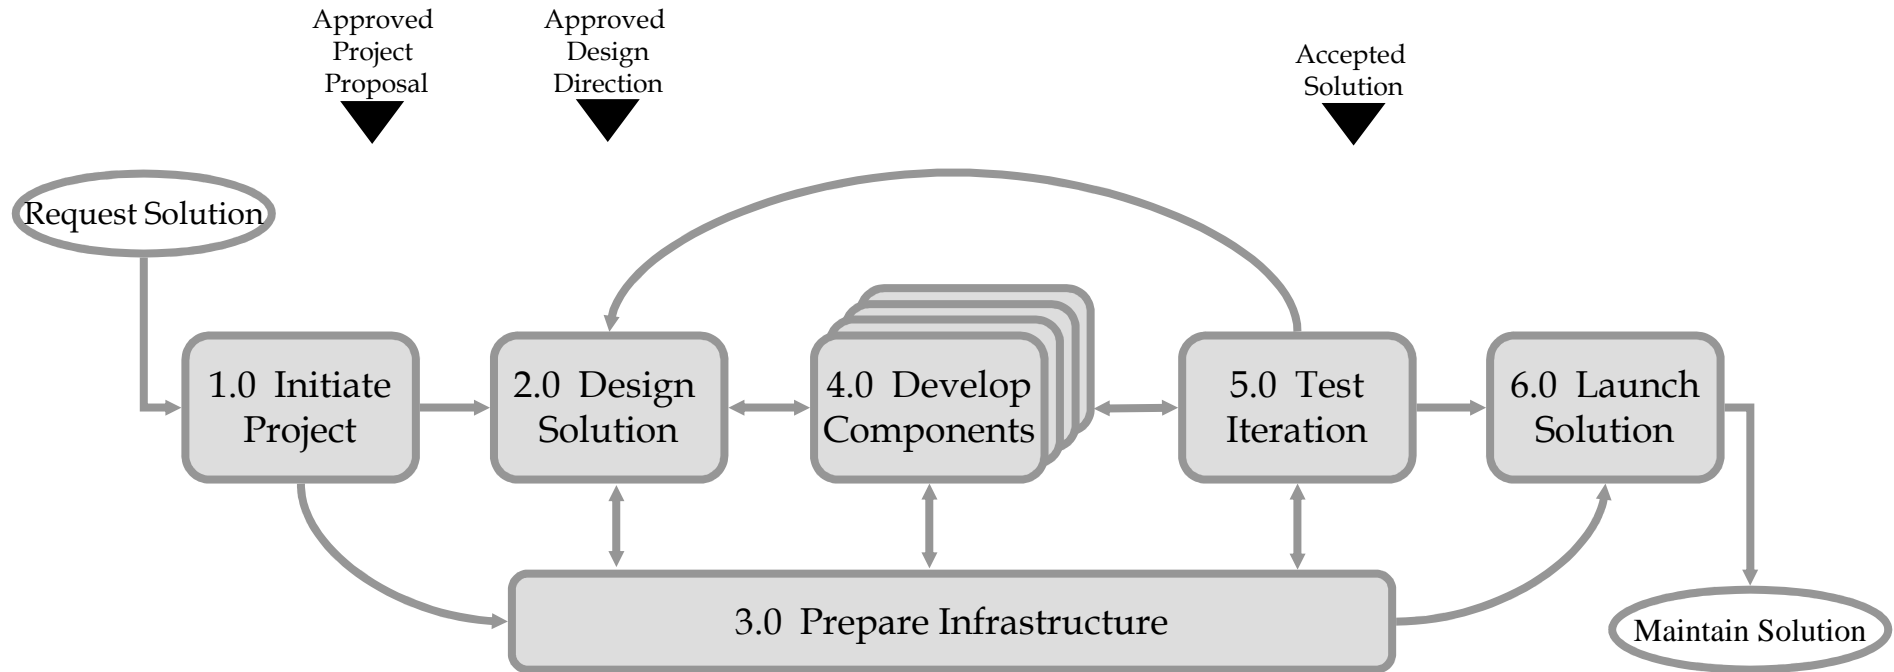 Approved
Project
Proposal
Approved
Design
Direction
Accepted
Solution
Request Solution
1.0 Initiate
Project
2.0 Design
Solution
4.0 Develop
Components
5.0 Test
Iteration
6.0 Launch
Solution
3.0 Prepare Infrastructure
Maintain Solution